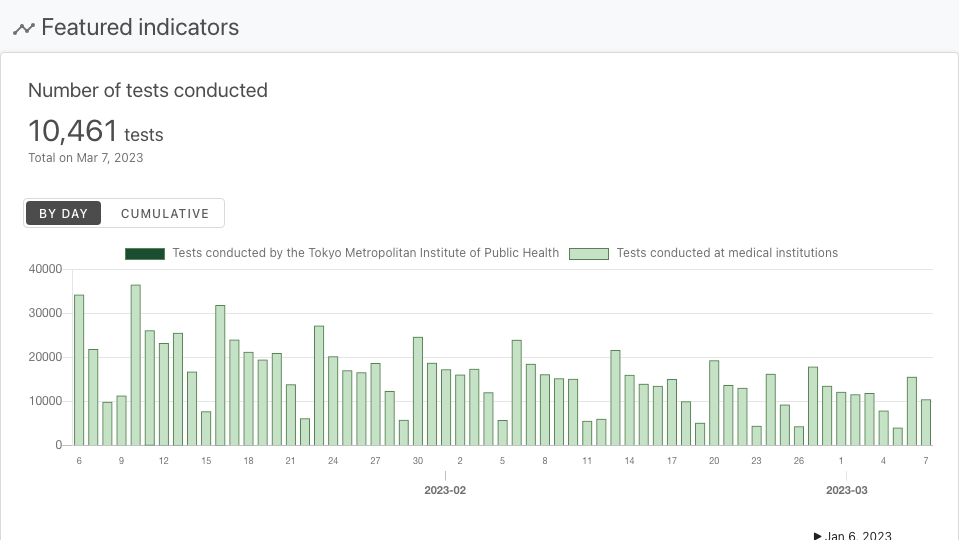 Featured indicators
Number of tests conducted
10,461 tests
Total on Mar 7, 2023
BY DAY CUMULATIVE
Tests conducted by the Tokyo Metropolitan Institute of Public Health Tests conducted at medical institutions
40000
30000
20000
10000
0
6 9 12 15 18 21 24 27 30 2 5 8 11 14 17 20 23 26 1 4 7
2023-02 2023-03
▶ Jan 6, 2023